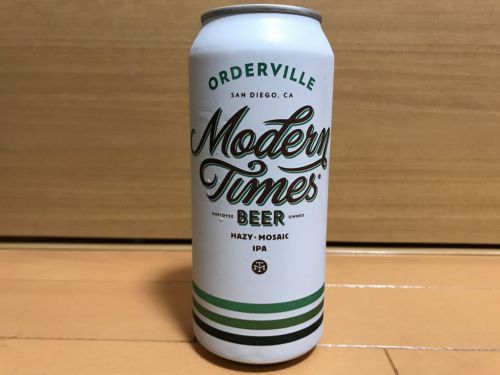 ORDERVILLE
SAN DIEGO, CA
Modern
Times
EMPLOYEE BEER OWNED
HAZY-MOSAIC
IPA